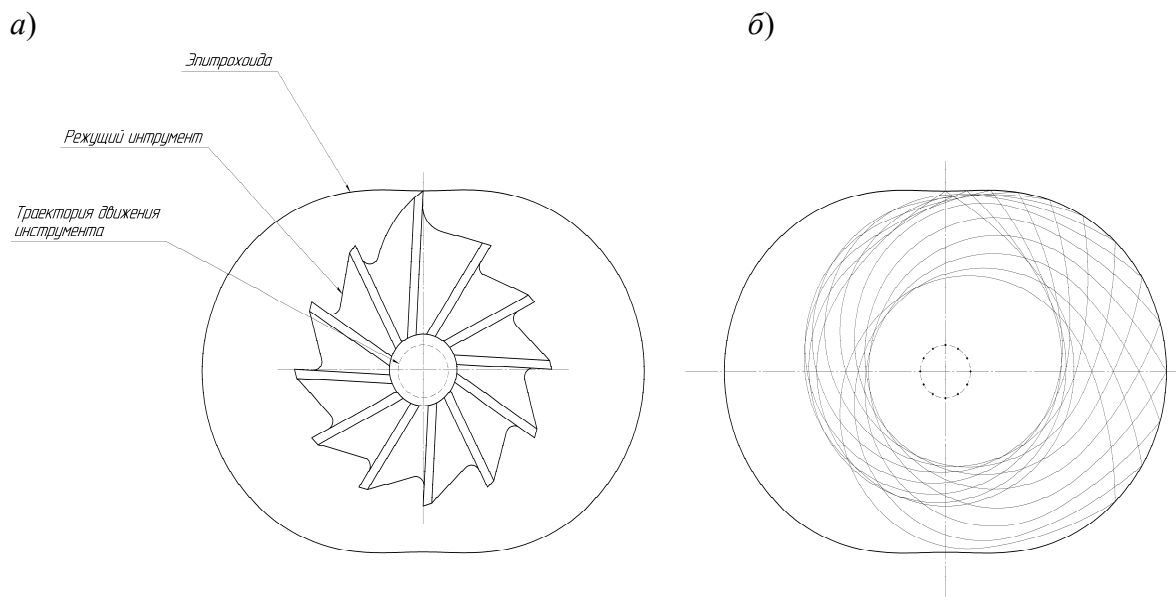 а)
б)
Эпитрохоида
Режущий интрумент
Траектория движения
инструмента